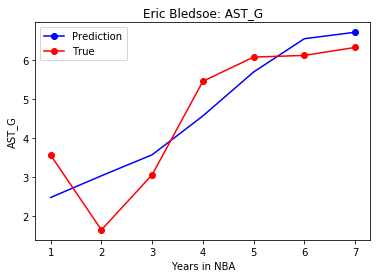 Eric Bledsoe: AST_G
Prediction
True
AST_G
6
5
4
3
2
1 2 3 4 5 6 7
Years in NBA